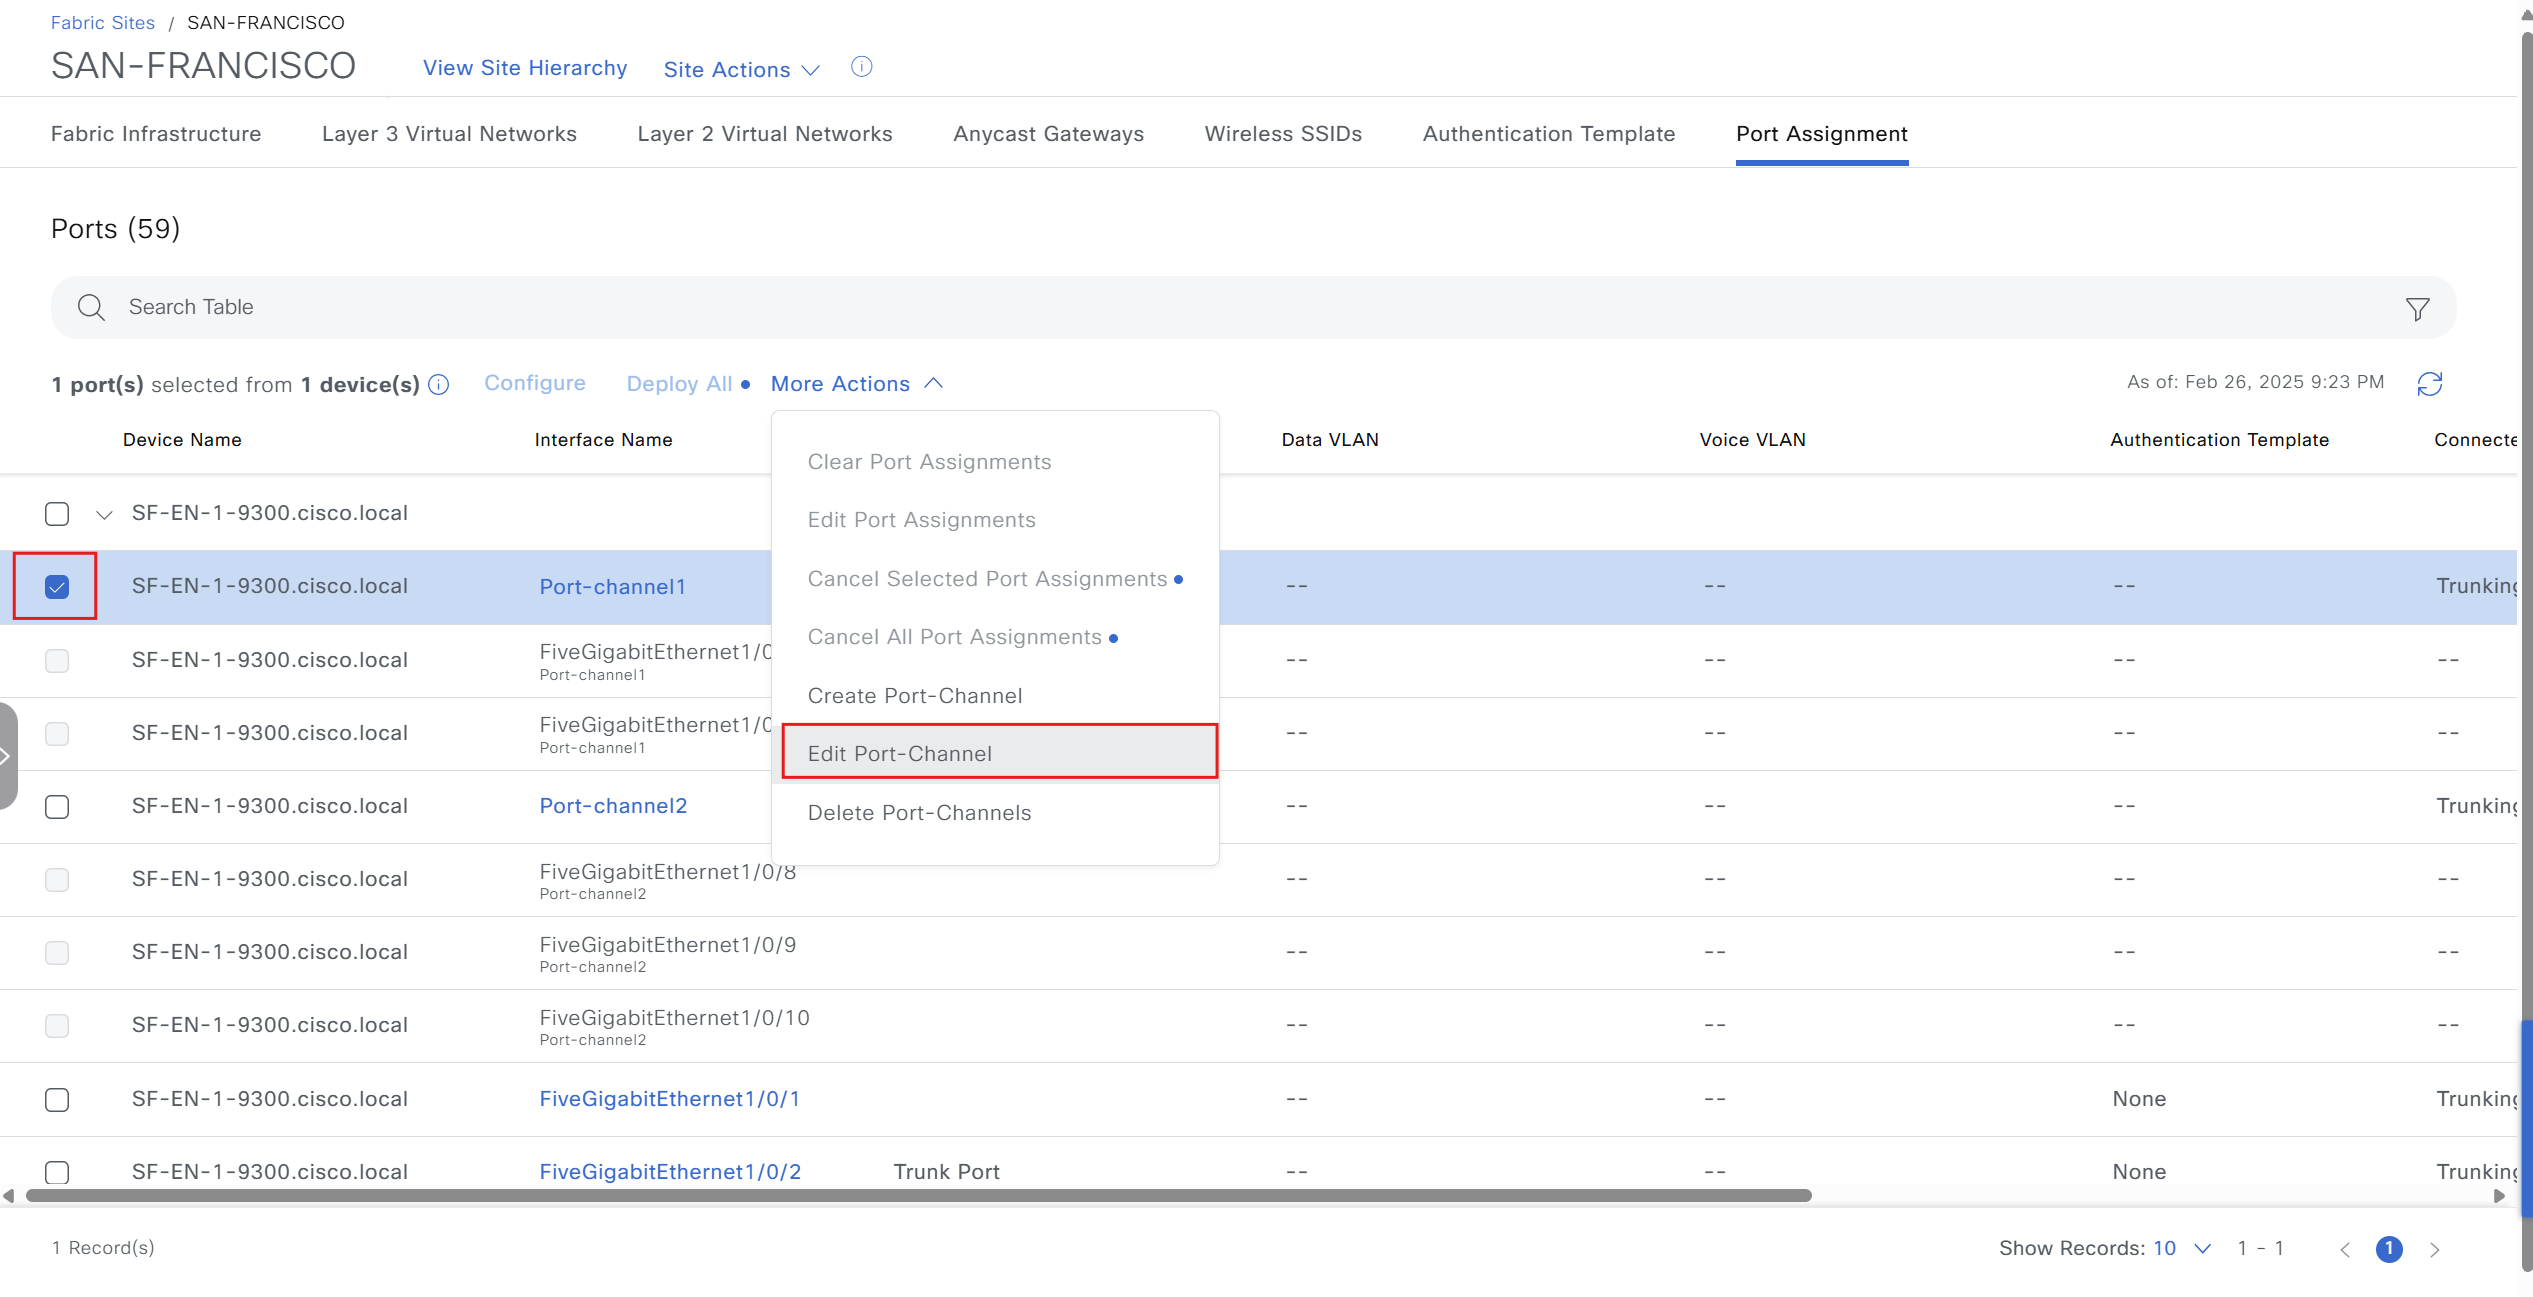 Fabric Sites / SAN-FRANCISCO
SAN-FRANCISCO View Site Hierarchy Site Actions
Fabric Infrastructure Layer 3 Virtual Networks Layer 2 Virtual Networks Anycast Gateways Wireless SSIDs Authentication Template Port Assignment
Ports (59)
Search Table
1 port(s) selected from 1 device(s) Configure Deploy All More Actions As of: Feb 26, 2025 9:23 PM
Device Name Interface Name Data VLAN Voice VLAN Authentication Template Connecte
Clear Port Assignments
Edit Port Assignments
Cancel Selected Port Assignments
Cancel All Port Assignments
Create Port-Channel
Edit Port-Channel
Delete Port-Channels
SF-EN-1-9300.cisco.local
SF-EN-1-9300.cisco.local Port-channel1 -- -- -- Trunking
SF-EN-1-9300.cisco.local FiveGigabitEthernet1/0 -- -- -- --
Port-channel1
SF-EN-1-9300.cisco.local FiveGigabitEthernet1/0 -- -- -- --
Port-channel1
SF-EN-1-9300.cisco.local Port-channel2 -- -- -- Trunking
SF-EN-1-9300.cisco.local FiveGigabitEthernet1/0/8 -- -- -- --
Port-channel2
SF-EN-1-9300.cisco.local FiveGigabitEthernet1/0/9 -- -- -- --
Port-channel2
SF-EN-1-9300.cisco.local FiveGigabitEthernet1/0/10 -- -- -- --
Port-channel2
SF-EN-1-9300.cisco.local FiveGigabitEthernet1/0/1 -- -- None Trunking
SF-EN-1-9300.cisco.local FiveGigabitEthernet1/0/2 Trunk Port -- -- None Trunking
1 Record(s) Show Records: 10 1 - 1 1